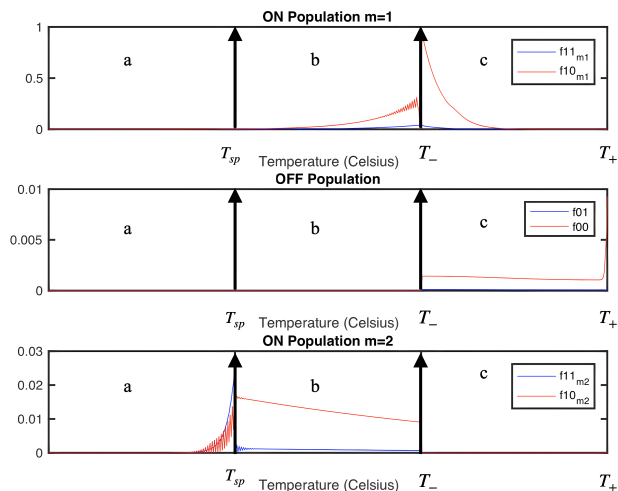 ON Population m=1
1
0.5
0
a
b
c
f11m1
f10m1
Tsp
Temperature (Celsius)
T−
T+
OFF Population
0.01
0.005
0
a
b
c
f01
f00
Tsp
Temperature (Celsius)
T−
T+
ON Population m=2
0.03
0.02
0.01
0
a
b
c
f11m2
f10m2
Tsp
Temperature (Celsius)
T−
T+